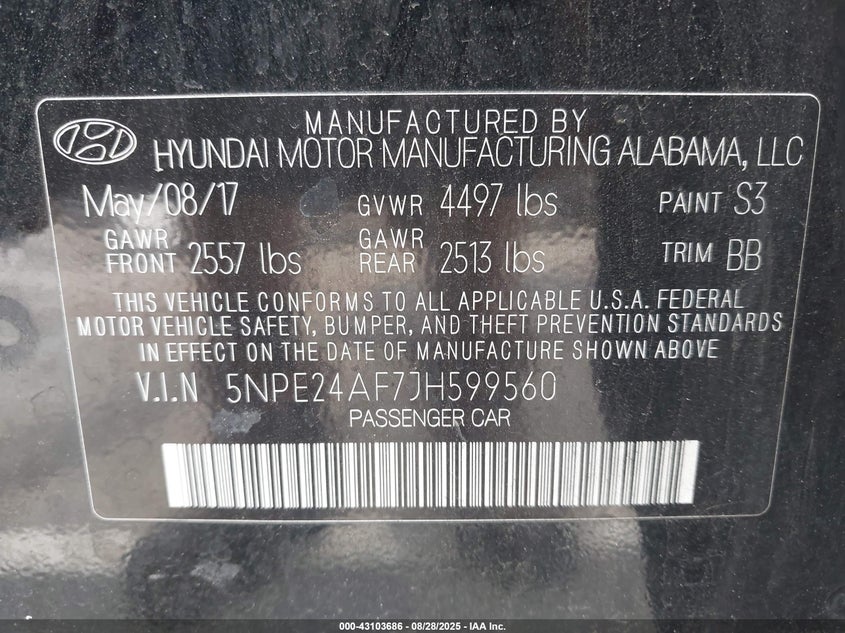 MANUFACTURED BY
HYUNDAI MOTOR MANUFACTURING ALABAMA, LLC
May/08/17 GVWR 4497 lbs PAINT S3
GAWR FRONT 2557 lbs GAWR REAR 2513 lbs TRIM BB
THIS VEHICLE CONFORMS TO ALL APPLICABLE U.S.A. FEDERAL
MOTOR VEHICLE SAFETY, BUMPER, AND THEFT PREVENTION STANDARDS
IN EFFECT ON THE DATE OF MANUFACTURE SHOWN ABOVE
V.I.N 5NPE24AF7JH599560
PASSENGER CAR
000-43103686 - 08/28/2025 - IAA Inc.